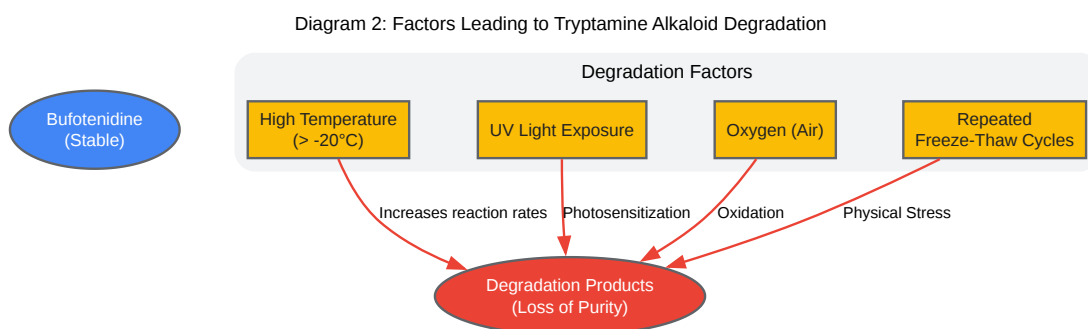 Diagram 2: Factors Leading to Tryptamine Alkaloid Degradation
Degradation Factors
Bufotenidine
(Stable)
High Temperature
(> -20°C)
UV Light Exposure
Oxygen (Air)
Repeated
Freeze-Thaw Cycles
Increases reaction rates
Photosensitization
Oxidation
Physical Stress
Degradation Products
(Loss of Purity)